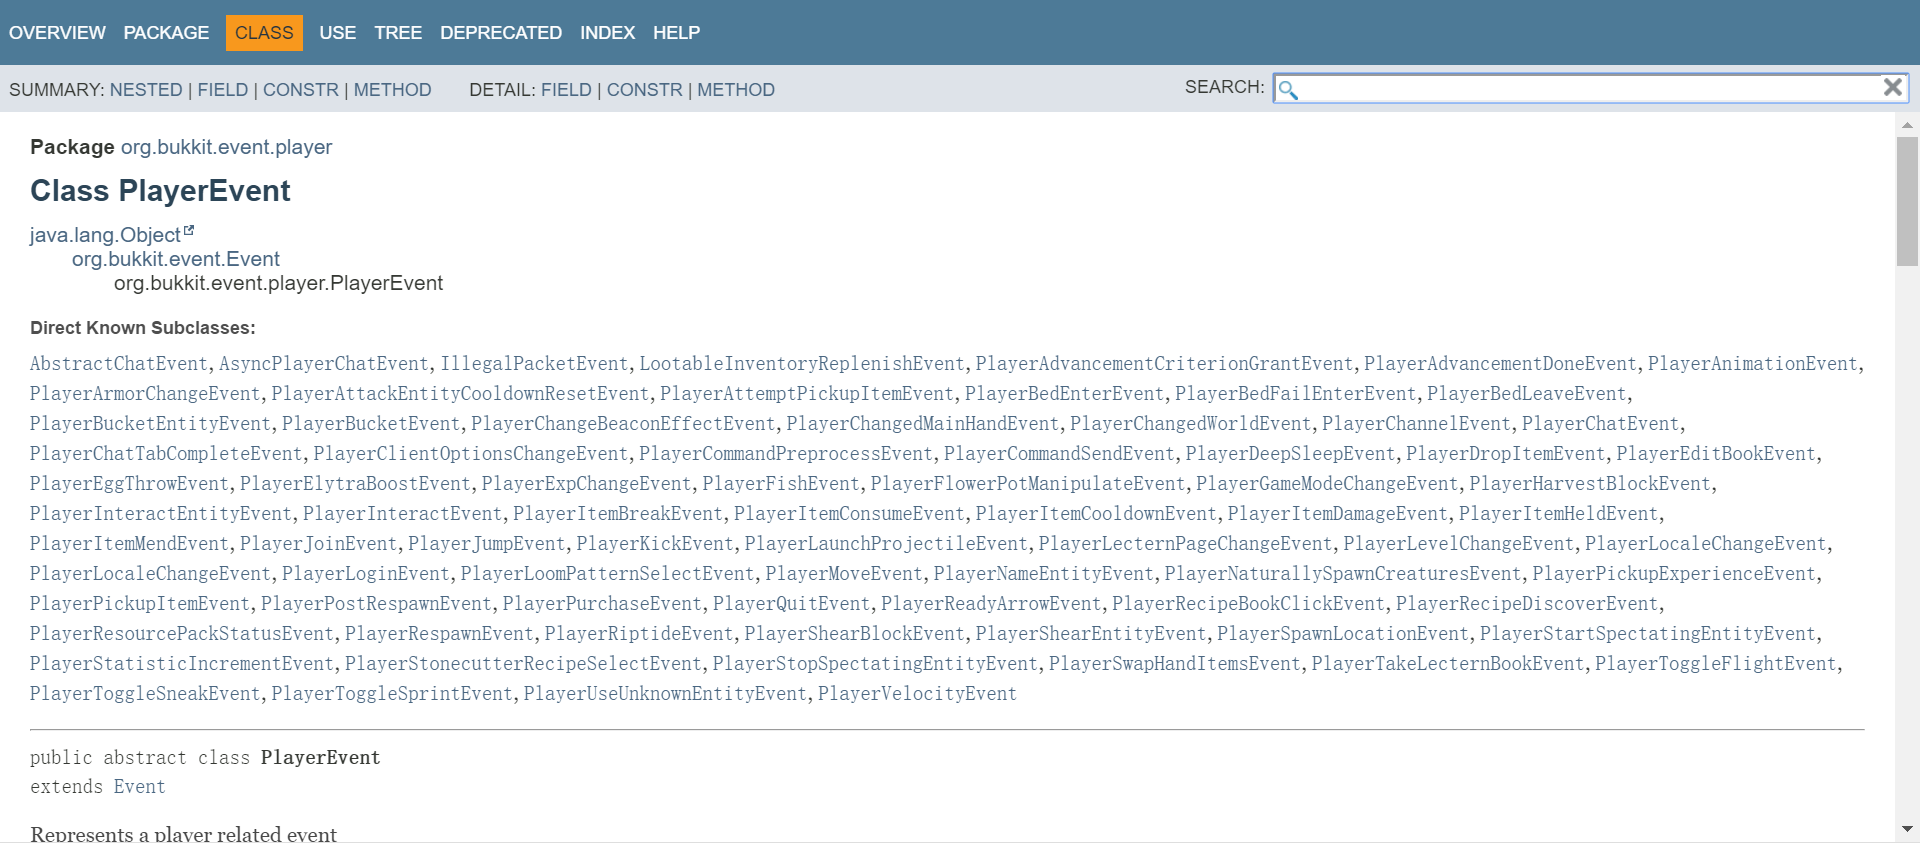 OVERVIEW PACKAGE CLASS USE TREE DEPRECATED INDEX HELP
SUMMARY: NESTED | FIELD | CONSTR | METHOD DETAIL: FIELD | CONSTR | METHOD SEARCH:
Package org.bukkit.event.player
Class PlayerEvent
java.lang.Object
org.bukkit.event.Event
org.bukkit.event.player.PlayerEvent
Direct Known Subclasses:
AbstractChatEvent, AsyncPlayerChatEvent, IllegalPacketEvent, LootableInventoryReplenishEvent, PlayerAdvancementCriterionGrantEvent, PlayerAdvancementDoneEvent, PlayerAnimationEvent,
PlayerArmorChangeEvent, PlayerAttackEntityCooldownResetEvent, PlayerAttemptPickupItemEvent, PlayerBedEnterEvent, PlayerBedFailEnterEvent, PlayerBedLeaveEvent,
PlayerBucketEntityEvent, PlayerBucketEvent, PlayerChangeBeaconEffectEvent, PlayerChangedMainHandEvent, PlayerChangedWorldEvent, PlayerChannelEvent, PlayerChatEvent,
PlayerChatTabCompleteEvent, PlayerClientOptionsChangeEvent, PlayerCommandPreprocessEvent, PlayerCommandSendEvent, PlayerDeepSleepEvent, PlayerDropItemEvent, PlayerEditBookEvent,
PlayerEggThrowEvent, PlayerElytraBoostEvent, PlayerExpChangeEvent, PlayerFishEvent, PlayerFlowerPotManipulateEvent, PlayerGameModeChangeEvent, PlayerHarvestBlockEvent,
PlayerInteractEntityEvent, PlayerInteractEvent, PlayerItemBreakEvent, PlayerItemConsumeEvent, PlayerItemCooldownEvent, PlayerItemDamageEvent, PlayerItemHeldEvent,
PlayerItemMendEvent, PlayerJoinEvent, PlayerJumpEvent, PlayerKickEvent, PlayerLaunchProjectileEvent, PlayerLecternPageChangeEvent, PlayerLevelChangeEvent, PlayerLocaleChangeEvent,
PlayerLocaleChangeEvent, PlayerLoginEvent, PlayerLoomPatternSelectEvent, PlayerMoveEvent, PlayerNameEntityEvent, PlayerNaturallySpawnCreaturesEvent, PlayerPickupExperienceEvent,
PlayerPickupItemEvent, PlayerPostRespawnEvent, PlayerPurchaseEvent, PlayerQuitEvent, PlayerReadyArrowEvent, PlayerRecipeBookClickEvent, PlayerRecipeDiscoverEvent,
PlayerResourcePackStatusEvent, PlayerRespawnEvent, PlayerRiptideEvent, PlayerShearBlockEvent, PlayerShearEntityEvent, PlayerSpawnLocationEvent, PlayerStartSpectatingEntityEvent,
PlayerStatisticIncrementEvent, PlayerStonecutterRecipeSelectEvent, PlayerStopSpectatingEntityEvent, PlayerSwapHandItemsEvent, PlayerTakeLecternBookEvent, PlayerToggleFlightEvent,
PlayerToggleSneakEvent, PlayerToggleSprintEvent, PlayerUseUnknownEntityEvent, PlayerVelocityEvent
public abstract class PlayerEvent
extends Event
Represents a player related event